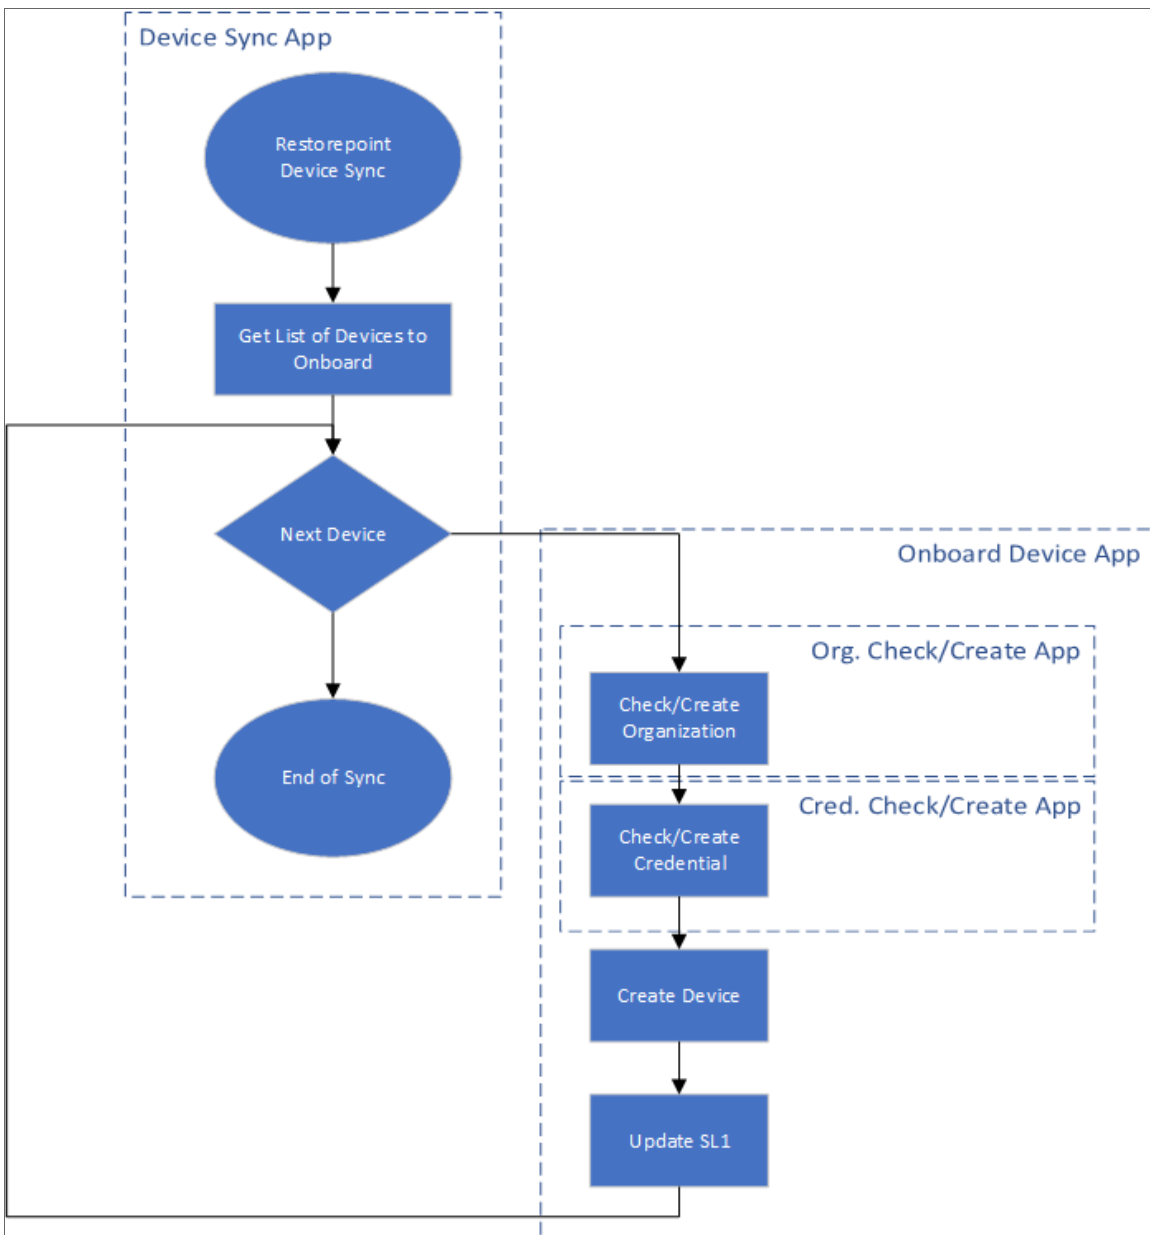 Device Sync App
Restorepoint
Device Sync
Get List of Devices to
Onboard
Next Device
End of Sync
Onboard Device App
Org. Check/Create App
Check/Create
Organization
Cred. Check/Create App
Check/Create
Credential
Create Device
Update SL1